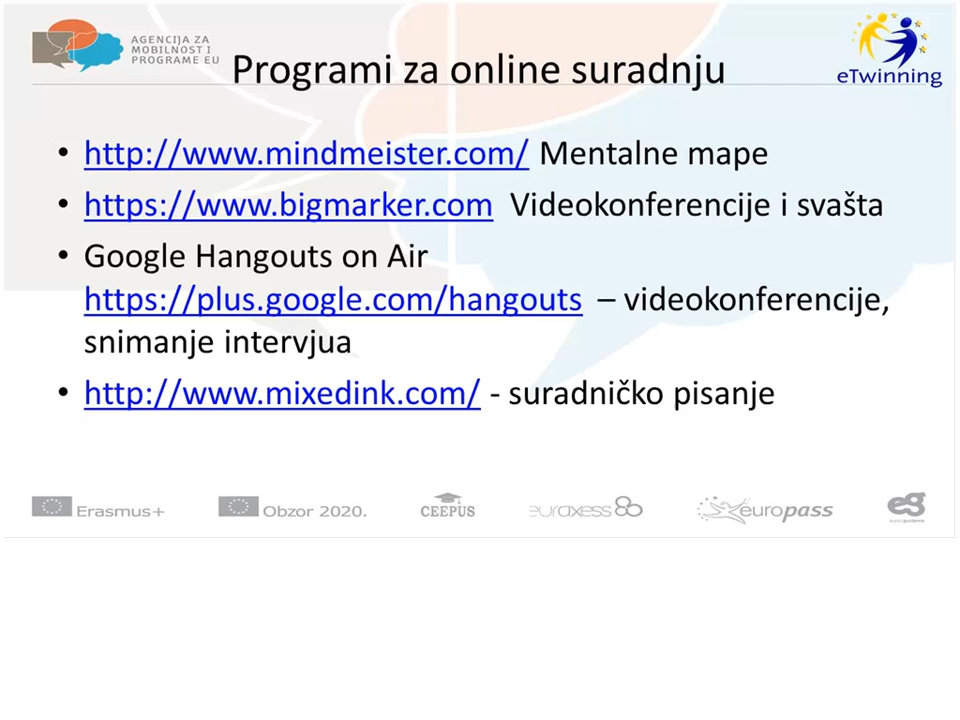 AGENCIJA ZA
MOBILNOST I
PROGRAME EU
eTwinning
Programi za online suradnju
• http://www.mindmeister.com/ Mentalne mape
• https://www.bigmarker.com Videokonferencije i svašta
• Google Hangouts on Air
https://plus.google.com/hangouts – videokonferencije,
snimanje intervjua
• http://www.mixedink.com/ - suradničko pisanje
Erasmus+
Obzor 2020.
CEEPUS
euraxess
europass
eg
euroguidance